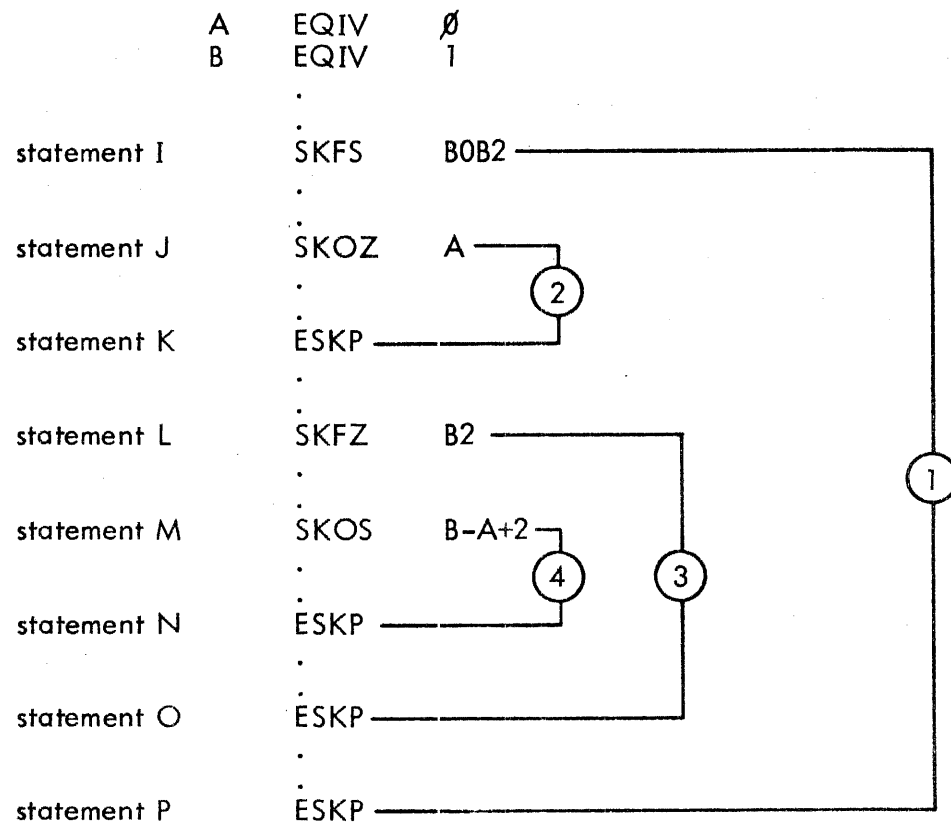 A EQIV Ø
B EQIV 1
.
.
statement I SKFS B0B2
.
.
statement J SKOZ A
2
.
.
statement K ESKP
.
.
statement L SKFZ B2
1
.
.
statement M SKOS B-A+2
4 3
.
.
statement N ESKP
.
.
statement O ESKP
.
.
statement P ESKP